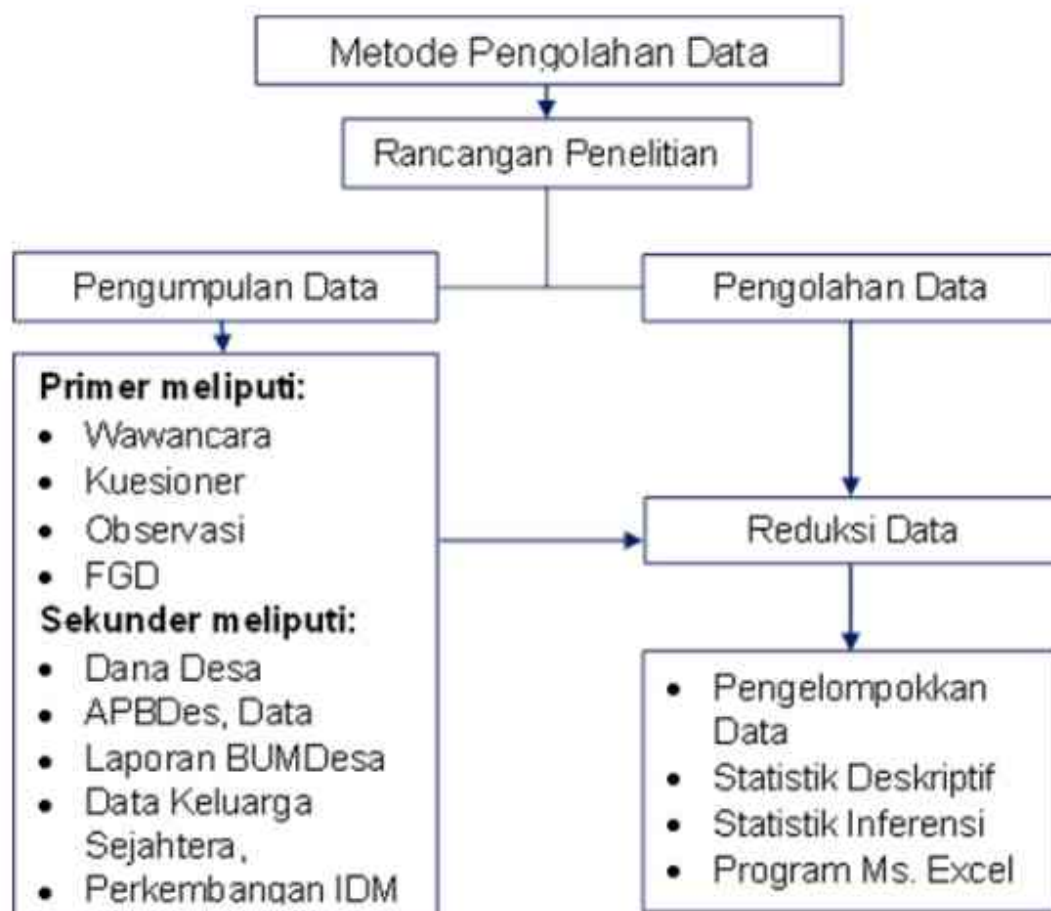 Metode Pengolahan Data
Rancangan Penelitian
Pengumpulan Data
Pengolahan Data
Primer meliputi:
• Wawancara
• Kuesioner
• Observasi
• FGD
Sekunder meliputi:
• Dana Desa
• APBDes, Data
• Laporan BUMDesa
• Data Keluarga
Sejahtera,
• Perkembangan IDM
Reduksi Data
• Pengelompokkan
Data
• Statistik Deskriptif
• Statistik Inferensi
• Program Ms. Excel